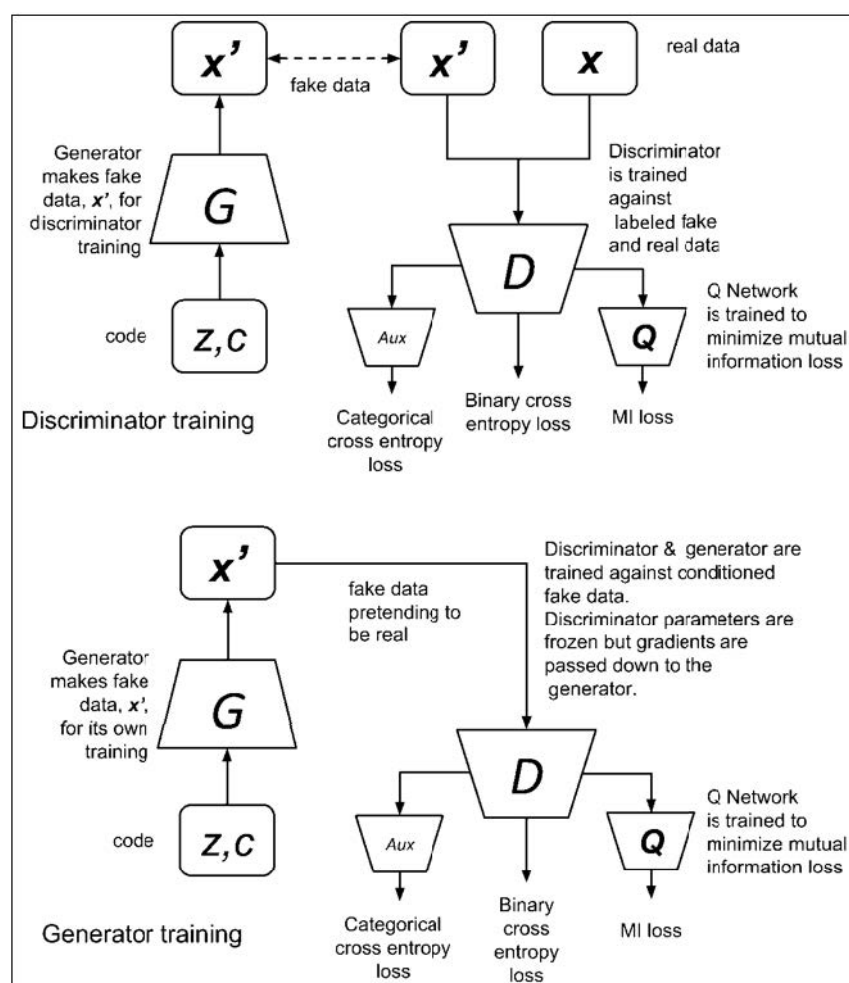 x’
x’
x
real data
fake data
Generator
makes fake
data, x’, for
discriminator
training
G
Discriminator
is trained
against
labeled fake
and real data
D
code
z,c
Aux
Q
Q Network
is trained to
minimize mutual
information loss
Categorical
cross entropy
loss
Binary cross
entropy loss
MI loss
Discriminator training
x’
fake data
pretending to
be real
Discriminator & generator are
trained against conditioned
fake data.
Discriminator parameters are
frozen but gradients are
passed down to the
generator.
Generator
makes fake
data, x’,
for its own
training
G
D
code
z,c
Aux
Q
Q Network
is trained to
minimize mutual
information loss
Categorical
cross entropy
loss
Binary
cross
entropy
loss
MI loss
Generator training